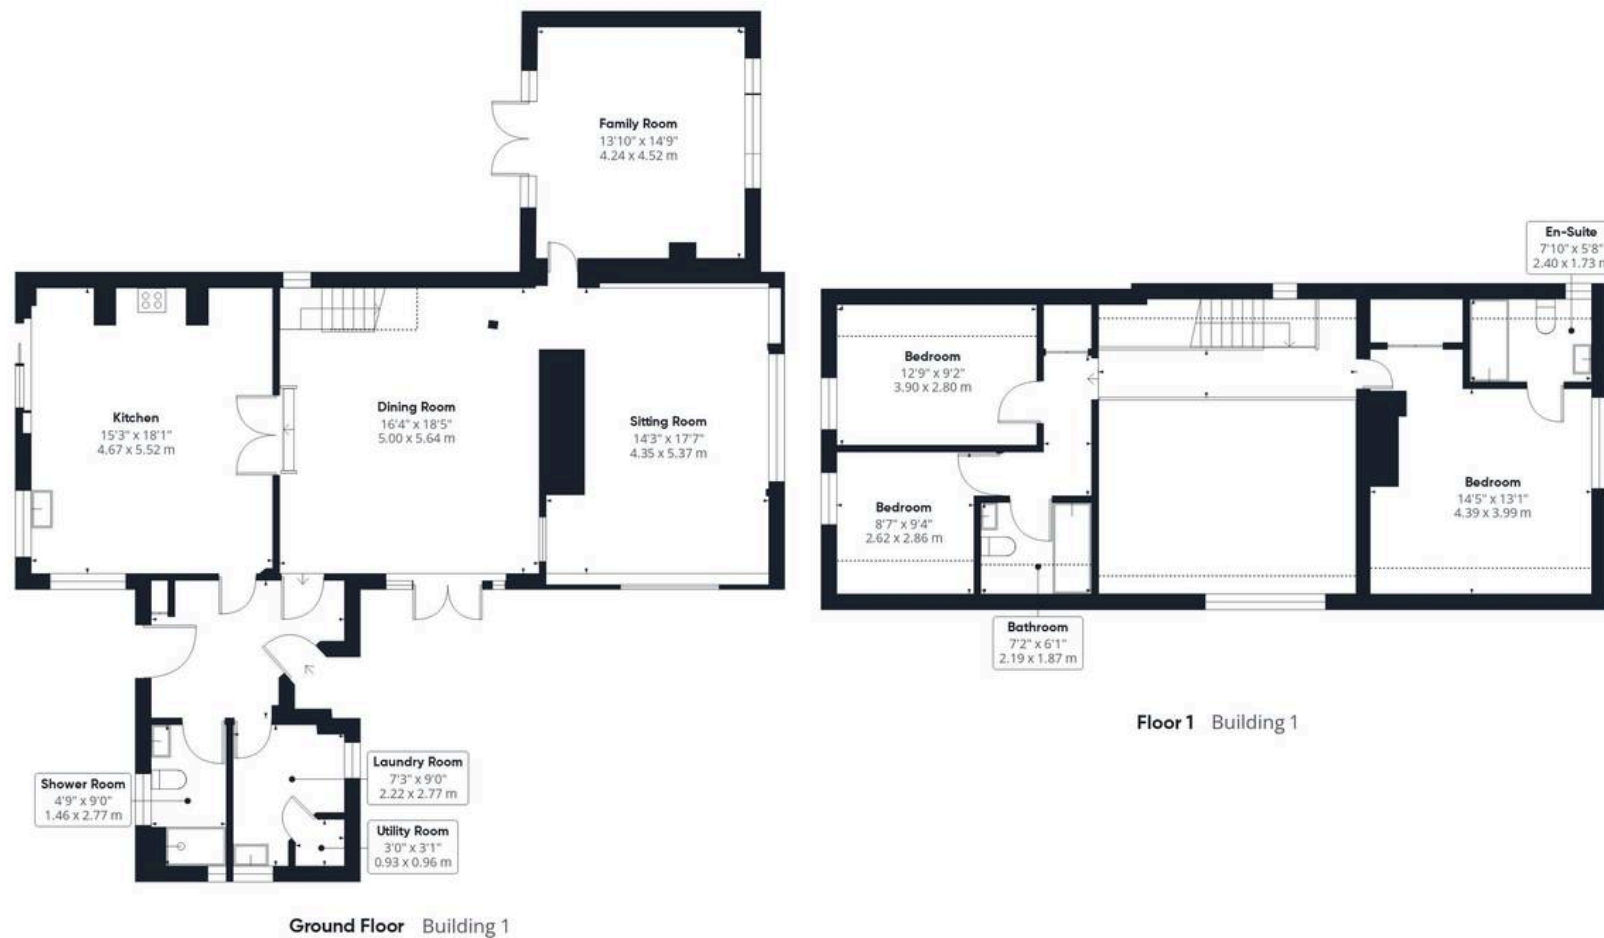 Family Room
13'10" x 14'9"
4.24 x 4.52 m
Kitchen
15'3" x 18'1"
4.67 x 5.52 m
Dining Room
16'4" x 18'5"
5.00 x 5.64 m
Sitting Room
14'3" x 17'7"
4.35 x 5.37 m
Shower Room
4'9" x 9'0"
1.46 x 2.77 m
Laundry Room
7'3" x 9'0"
2.22 x 2.77 m
Utility Room
3'0" x 3'1"
0.93 x 0.96 m
Ground Floor Building 1
En-Suite
7'10" x 5'8"
2.40 x 1.73 m
Bedroom
12'9" x 9'2"
3.90 x 2.80 m
Bedroom
8'7" x 9'4"
2.62 x 2.86 m
Bedroom
14'5" x 13'1"
4.39 x 3.99 m
Bathroom
7'2" x 6'1"
2.19 x 1.87 m
Floor 1 Building 1